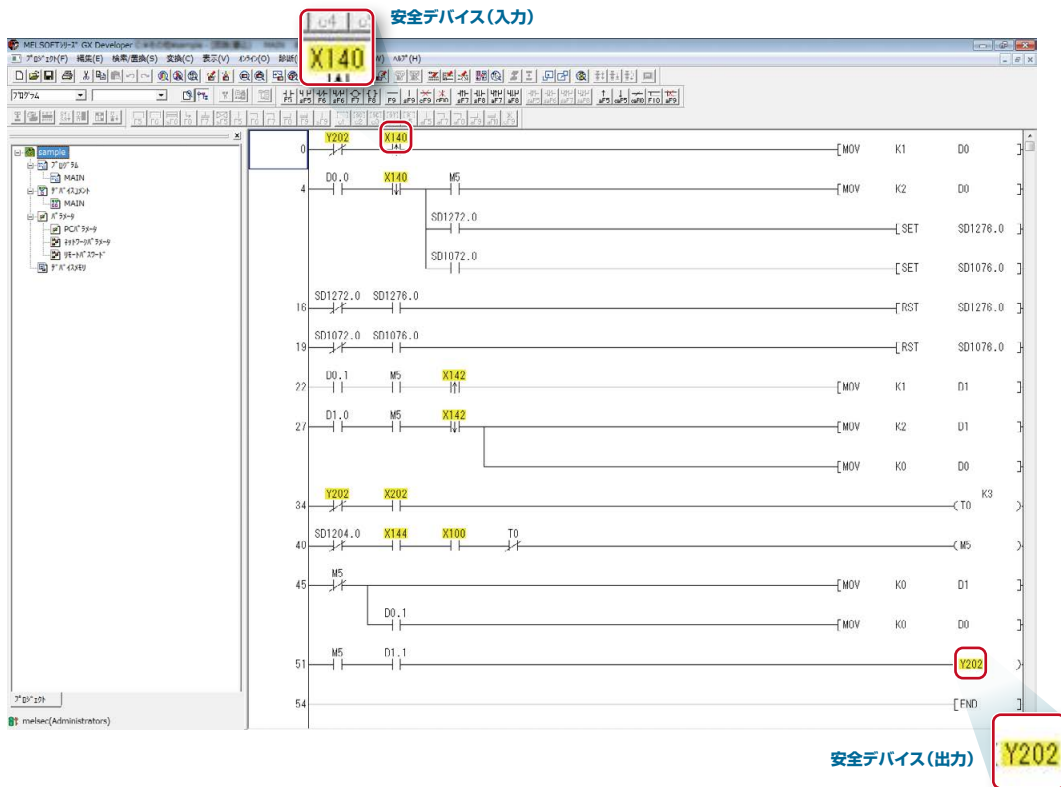 安全デバイス(入力)
X140
MELSOFTｼﾘｰｽﾞ GX Developer
ﾌﾟﾛｼﾞｪｸﾄ(F) 編集(E) 検索/置換(S) 変換(C) 表示(V) ｵﾝﾗｲﾝ(O) ﾍﾙﾌﾟ(H)
ﾌﾟﾛｸﾞﾗﾑ
sample
ﾌﾟﾛｸﾞﾗﾑ
MAIN
ﾃﾞﾊﾞｲｽｺﾒﾝﾄ
MAIN
ﾊﾟﾗﾒｰﾀ
PCﾊﾟﾗﾒｰﾀ
ﾈｯﾄﾜｰｸﾊﾟﾗﾒｰﾀ
ﾘﾓｰﾄﾊﾟｽﾜｰﾄﾞ
ﾃﾞﾊﾞｲｽﾒﾓﾘ
ﾌﾟﾛｼﾞｪｸﾄ
melsec(Administrators)
Y202 X140
0 [MOV K1 D0 ]
D0.0 X140 M5
4 [MOV K2 D0 ]
SD1272.0
[SET SD1276.0 ]
SD1072.0
[SET SD1076.0 ]
SD1272.0 SD1276.0
16 [RST SD1276.0 ]
SD1072.0 SD1076.0
19 [RST SD1076.0 ]
D0.1 M5 X142
22 [MOV K1 D1 ]
D1.0 M5 X142
27 [MOV K2 D1 ]
[MOV K0 D0 ]
Y202 X202 K3
34 (T0 )
SD1204.0 X144 X100 T0
40 (M5 )
M5
45 [MOV K0 D1 ]
D0.1
[MOV K0 D0 ]
M5 D1.1
51 Y202 )
54 [END ]
安全デバイス(出力)
Y202